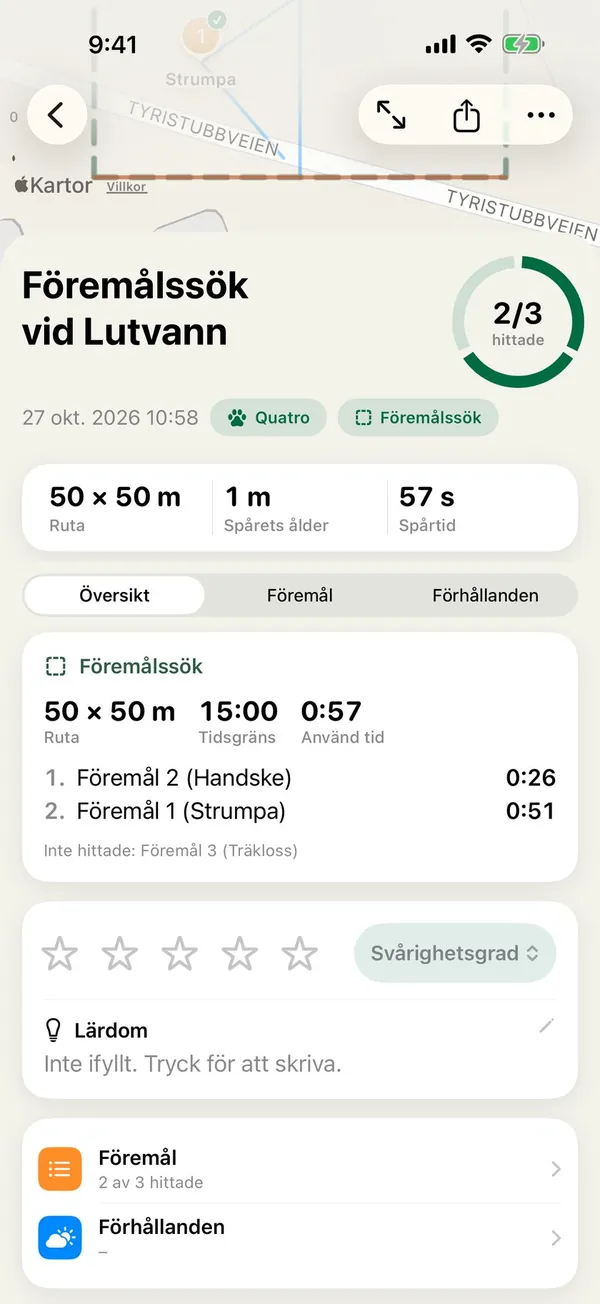 9:41
1
Strumpa
TYRISTUBBVEIEN
0
Kartor Villkor
TYRISTUBBVEIEN
Föremålssök
vid Lutvann
2/3
hittade
27 okt. 2026 10:58 Quatro Föremålssök
50 × 50 m 1 m 57 s
Ruta Spårets ålder Spårtid
Översikt Föremål Förhållanden
Föremålssök
50 × 50 m 15:00 0:57
Ruta Tidsgräns Använd tid
1. Föremål 2 (Handske) 0:26
2. Föremål 1 (Strumpa) 0:51
Inte hittade: Föremål 3 (Träkloss)
Svårighetsgrad
Lärdom
Inte ifyllt. Tryck för att skriva.
Föremål
2 av 3 hittade
Förhållanden
–